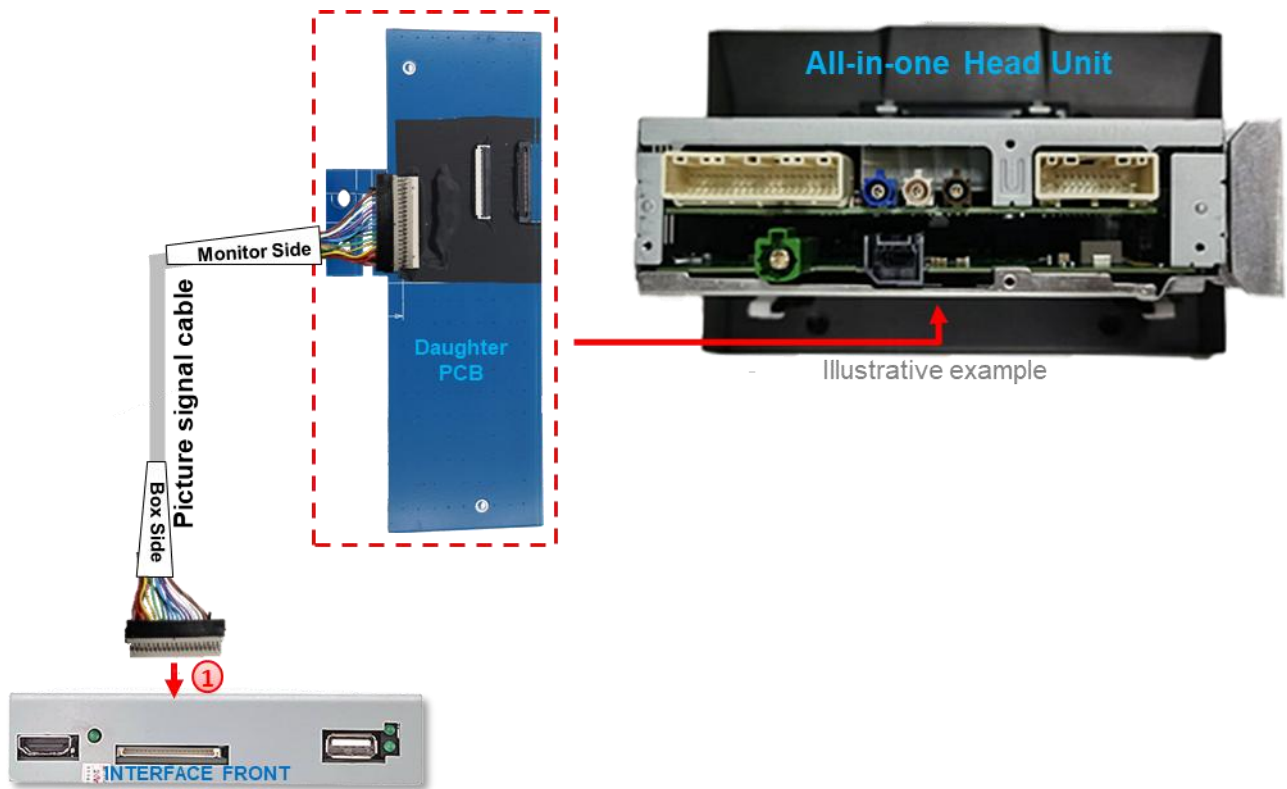 All-in-one Head Unit
Monitor Side
Picture signal cable
Daughter
PCB
Illustrative example
Box Side
1
INTERFACE FRONT